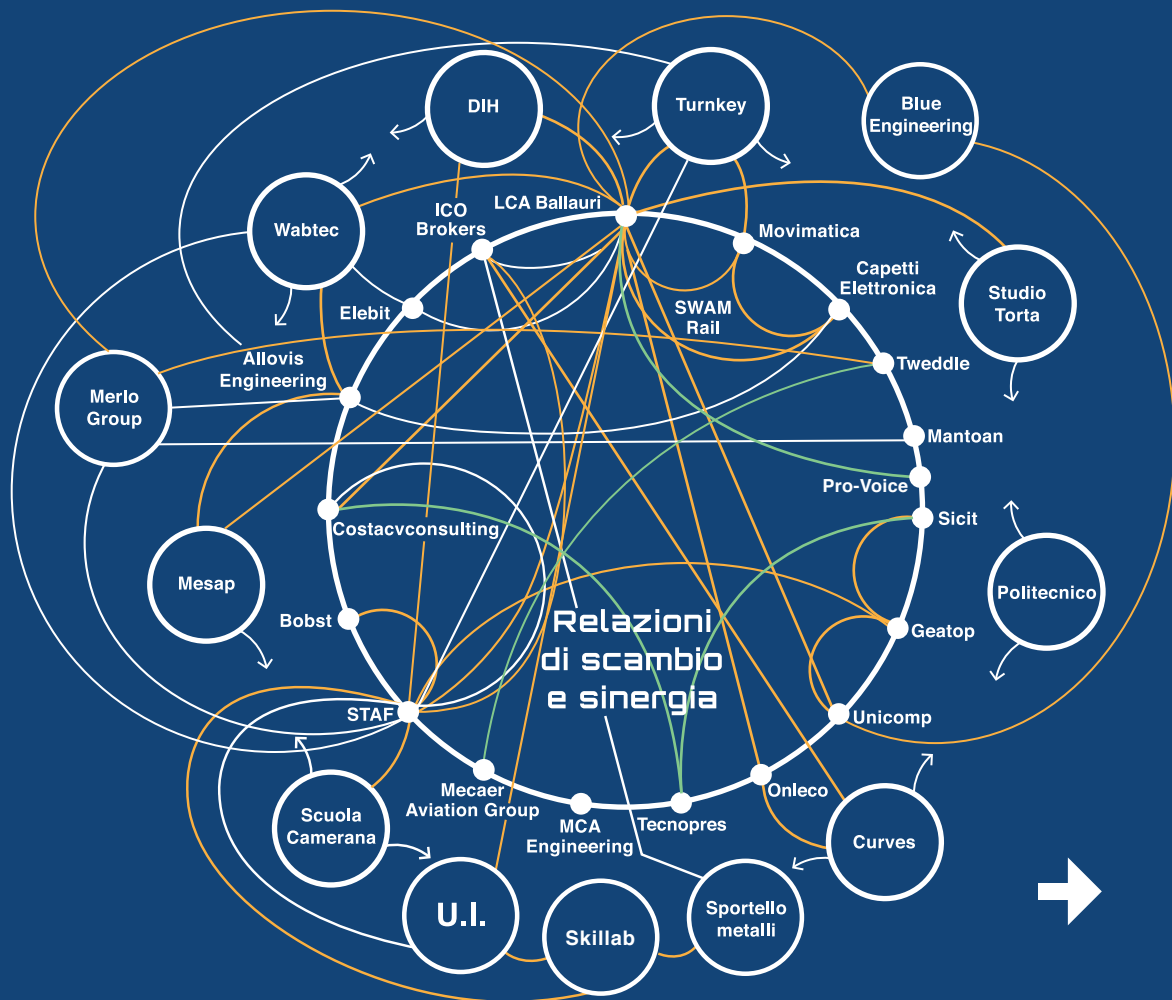 DIH
Turnkey
Blue
Engineering
Wabtec
ICO
Brokers
LCA Ballauri
Movimatica
Capetti
Elettronica
Studio
Torta
Elebit
SWAM
Rail
Allovis
Engineering
Tweddle
Merlo
Group
Mantoan
Pro-Voice
Sicit
Costacvconsulting
Mesap
Bobst
Politecnico
Geatop
Relazioni
di scambio
e sinergia
STAF
Unicomp
Mecaer
Aviation Group
MCA
Engineering
Tecnopres
Onleco
Scuola
Camerana
Curves
U.I.
Skillab
Sportello
metalli